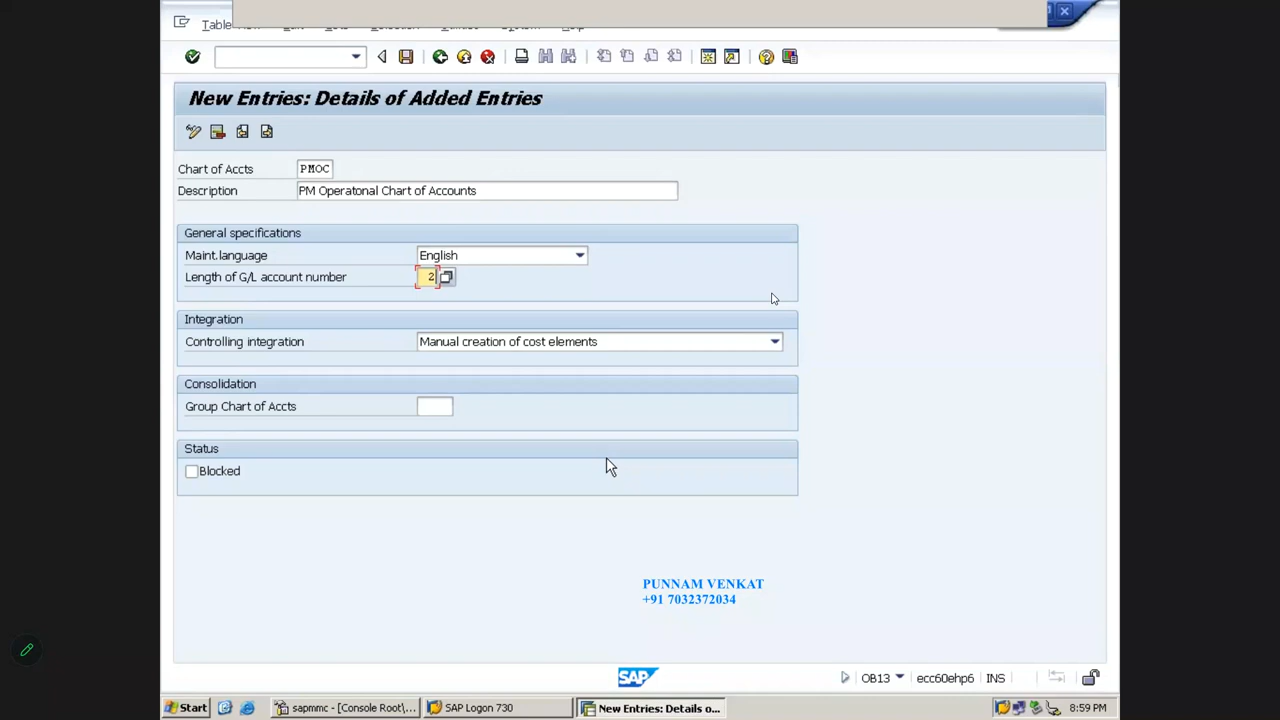 New Entries: Details of Added Entries
Chart of Accts PMOC
Description PM Operatonal Chart of Accounts
General specifications
Maint.language English
Length of G/L account number 2
Integration
Controlling integration Manual creation of cost elements
Consolidation
Group Chart of Accts
Status
Blocked
PUNNAM VENKAT
+91 7032372034
SAP
OB13 ecc60ehp6 INS
Start sapmmc - [Console Root\... SAP Logon 730 New Entries: Details o... 8:59 PM